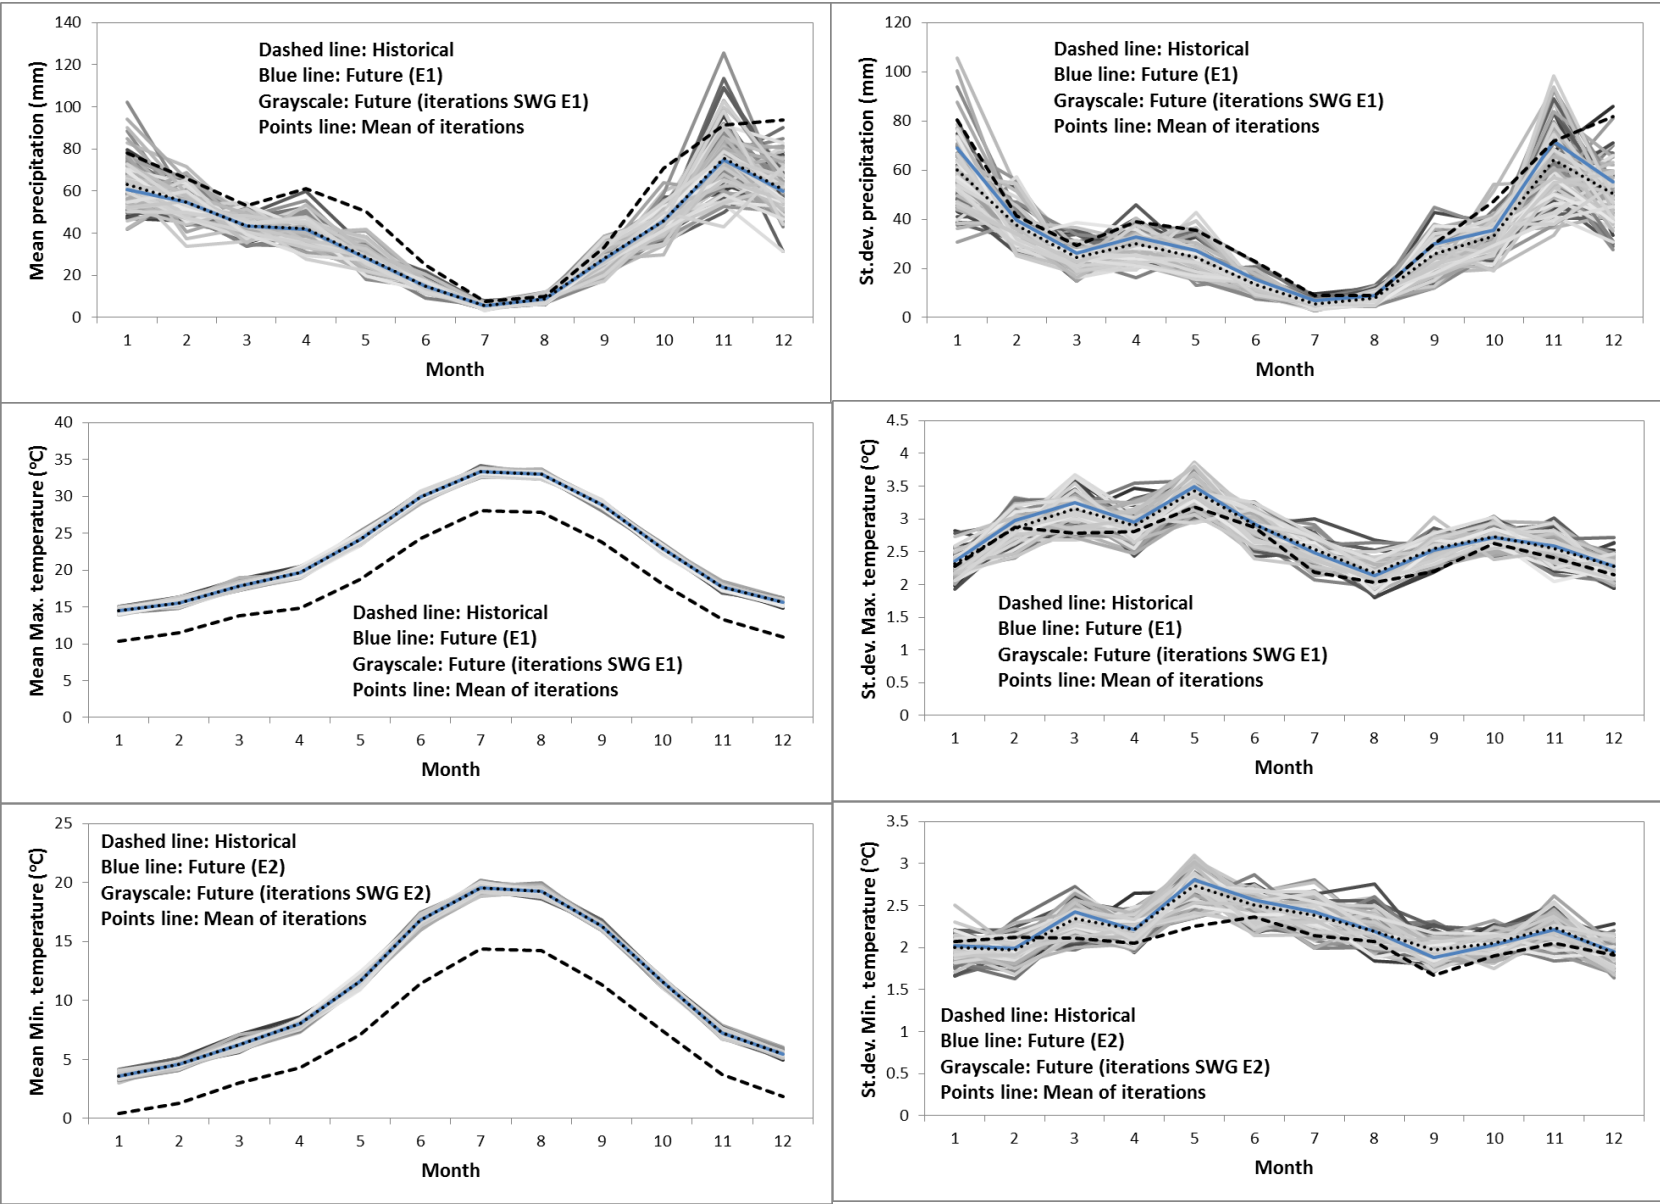 140
120
100
80
60
40
20
0
Mean precipitation (mm)
Dashed line: Historical
Blue line: Future (E1)
Grayscale: Future (iterations SWG E1)
Points line: Mean of iterations
1 2 3 4 5 6 7 8 9 10 11 12
Month
120
100
80
60
40
20
0
St.dev. precipitation (mm)
Dashed line: Historical
Blue line: Future (E1)
Grayscale: Future (iterations SWG E1)
Points line: Mean of iterations
1 2 3 4 5 6 7 8 9 10 11 12
Month
40
35
30
25
20
15
10
5
0
Mean Max. temperature (°C)
Dashed line: Historical
Blue line: Future (E1)
Grayscale: Future (iterations SWG E1)
Points line: Mean of iterations
1 2 3 4 5 6 7 8 9 10 11 12
Month
4.5
4
3.5
3
2.5
2
1.5
1
0.5
0
St.dev. Max. temperature (°C)
Dashed line: Historical
Blue line: Future (E1)
Grayscale: Future (iterations SWG E1)
Points line: Mean of iterations
1 2 3 4 5 6 7 8 9 10 11 12
Month
25
20
15
10
5
0
Mean Min. temperature (°C)
Dashed line: Historical
Blue line: Future (E2)
Grayscale: Future (iterations SWG E2)
Points line: Mean of iterations
1 2 3 4 5 6 7 8 9 10 11 12
Month
3.5
3
2.5
2
1.5
1
0.5
0
St.dev. Min. temperature (°C)
Dashed line: Historical
Blue line: Future (E2)
Grayscale: Future (iterations SWG E2)
Points line: Mean of iterations
1 2 3 4 5 6 7 8 9 10 11 12
Month